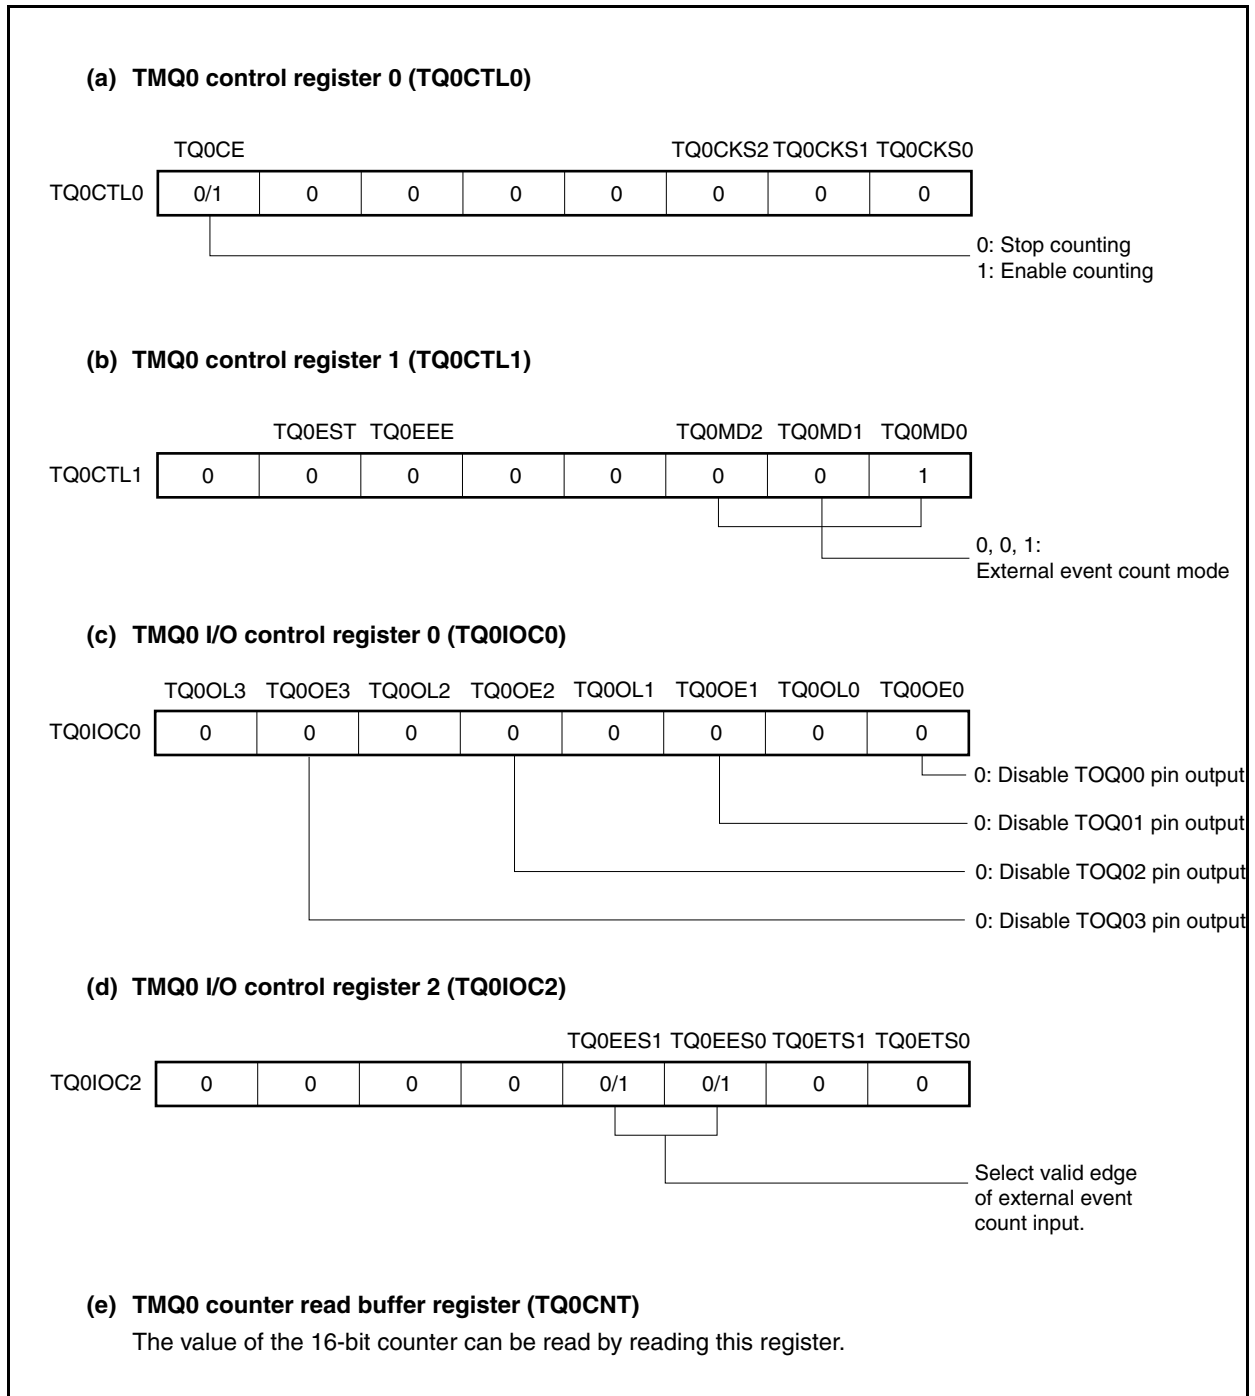 (a) TMQ0 control register 0 (TQ0CTL0)
TQ0CE TQ0CKS2 TQ0CKS1 TQ0CKS0
TQ0CTL0 0/1 0 0 0 0 0 0 0
0: Stop counting
1: Enable counting
(b) TMQ0 control register 1 (TQ0CTL1)
TQ0EST TQ0EEE TQ0MD2 TQ0MD1 TQ0MD0
TQ0CTL1 0 0 0 0 0 0 0 1
0, 0, 1:
External event count mode
(c) TMQ0 I/O control register 0 (TQ0IOC0)
TQ0OL3 TQ0OE3 TQ0OL2 TQ0OE2 TQ0OL1 TQ0OE1 TQ0OL0 TQ0OE0
TQ0IOC0 0 0 0 0 0 0 0 0
0: Disable TOQ00 pin output
0: Disable TOQ01 pin output
0: Disable TOQ02 pin output
0: Disable TOQ03 pin output
(d) TMQ0 I/O control register 2 (TQ0IOC2)
TQ0EES1 TQ0EES0 TQ0ETS1 TQ0ETS0
TQ0IOC2 0 0 0 0 0/1 0/1 0 0
Select valid edge
of external event
count input.
(e) TMQ0 counter read buffer register (TQ0CNT)
The value of the 16-bit counter can be read by reading this register.